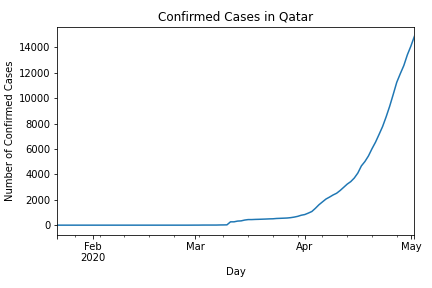 Confirmed Cases in Qatar
Number of Confirmed Cases
14000
12000
10000
8000
6000
4000
2000
0
Feb
2020
Mar
Apr
May
Day